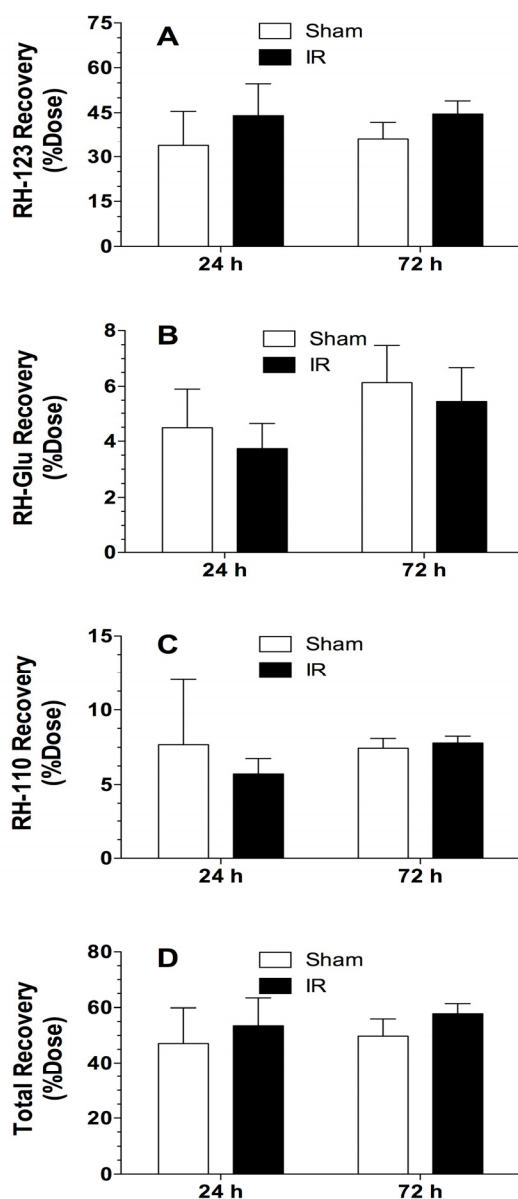 A
Sham
IR
RH-123 Recovery
(%Dose)
75
60
45
30
15
0
24 h
72 h
B
Sham
IR
RH-Glu Recovery
(%Dose)
8
6
4
2
0
24 h
72 h
C
Sham
IR
RH-110 Recovery
(%Dose)
15
10
5
0
24 h
72 h
D
Sham
IR
Total Recovery
(%Dose)
80
60
40
20
0
24 h
72 h